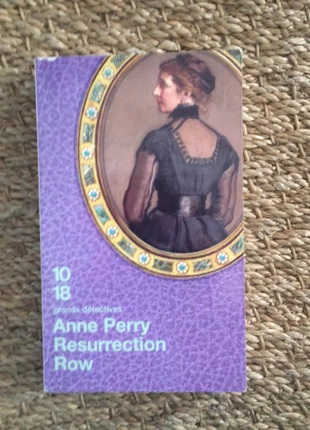 10
18
grands détectives
Anne Perry
Resurrection
Row